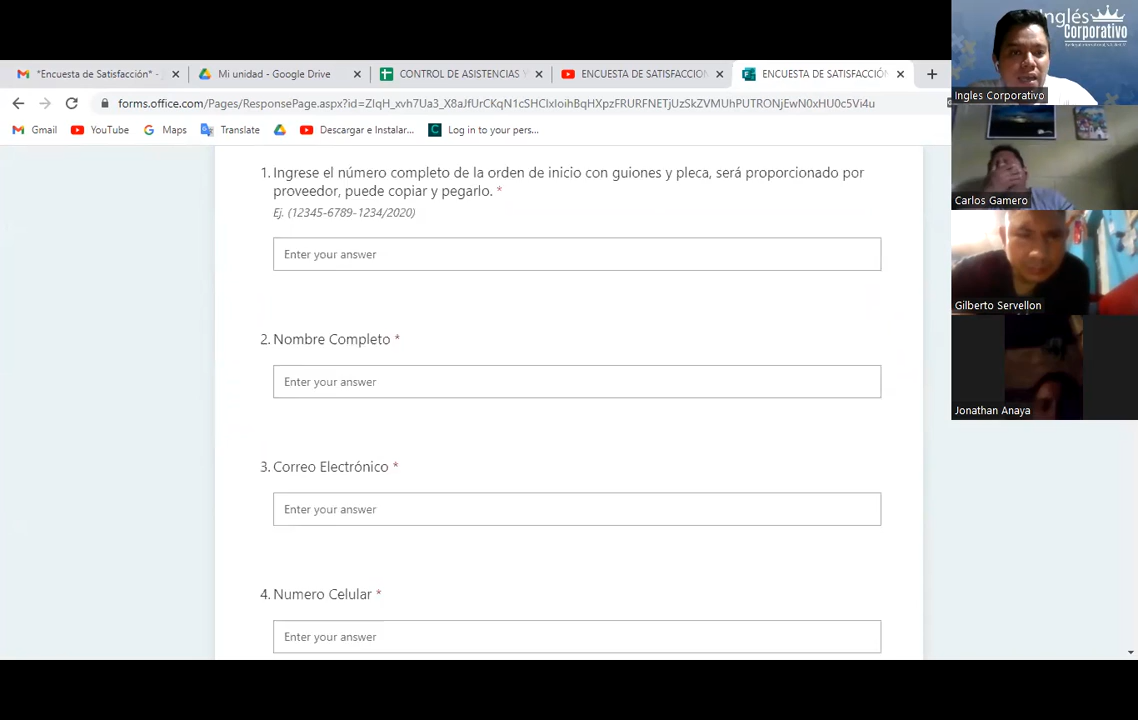 *Encuesta de Satisfacción* -
Mi unidad - Google Drive
CONTROL DE ASISTENCIAS Y
ENCUESTA DE SATISFACCION
ENCUESTA DE SATISFACCIÓN
forms.office.com/Pages/ResponsePage.aspx?id=ZIqH_xvh7Ua3_X8aJfUrCKqN1cSHCIxIoihBqHXpzFRURFNETjUzSkZVMUhPUTRONjEwN0xHU0c5Vi4u
Gmail
YouTube
Maps
Translate
Descargar e Instalar...
Log in to your pers...
1. Ingrese el número completo de la orden de inicio con guiones y pleca, será proporcionado por
proveedor, puede copiar y pegarlo. *
Ej. (12345-6789-1234/2020)
Enter your answer
2. Nombre Completo *
Enter your answer
3. Correo Electrónico *
Enter your answer
4. Numero Celular *
Enter your answer
Inglés
Corporativo
Ingles Corporativo
Carlos Gamero
Gilberto Servellon
Jonathan Anaya